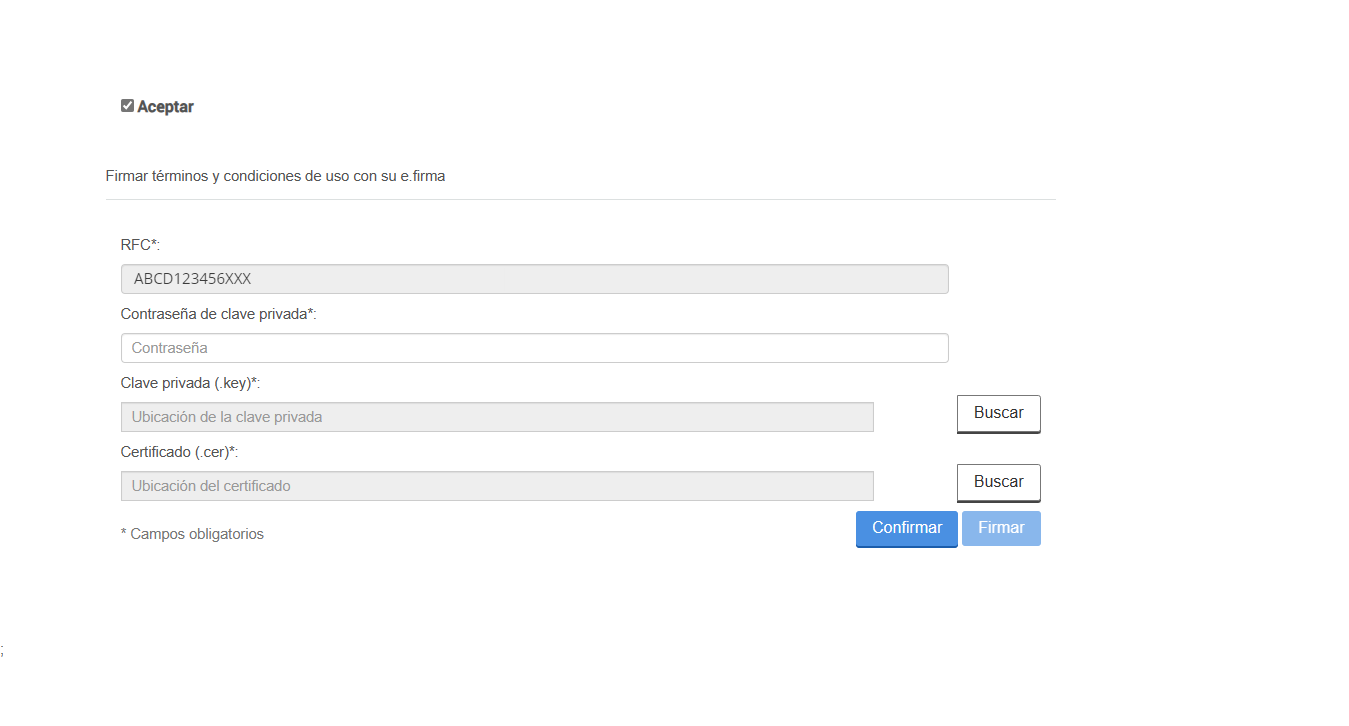 Aceptar
Firmar términos y condiciones de uso con su e.firma
RFC*:
ABCD123456XXX
Contraseña de clave privada*:
Contraseña
Clave privada (.key)*:
Ubicación de la clave privada
Buscar
Certificado (.cer)*:
Ubicación del certificado
Buscar
* Campos obligatorios
Confirmar
Firmar
;